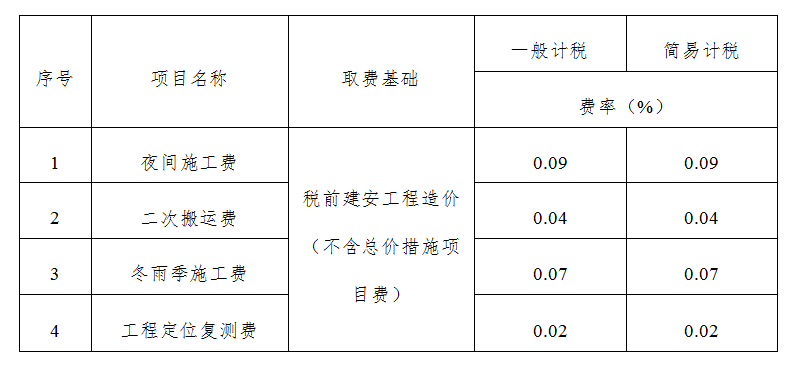 序号 项目名称 取费基础 一般计税 简易计税
费率（%）
1 夜间施工费 税前建安工程造价（不含总价措施项目费） 0.09 0.09
2 二次搬运费 0.04 0.04
3 冬雨季施工费 0.07 0.07
4 工程定位复测费 0.02 0.02